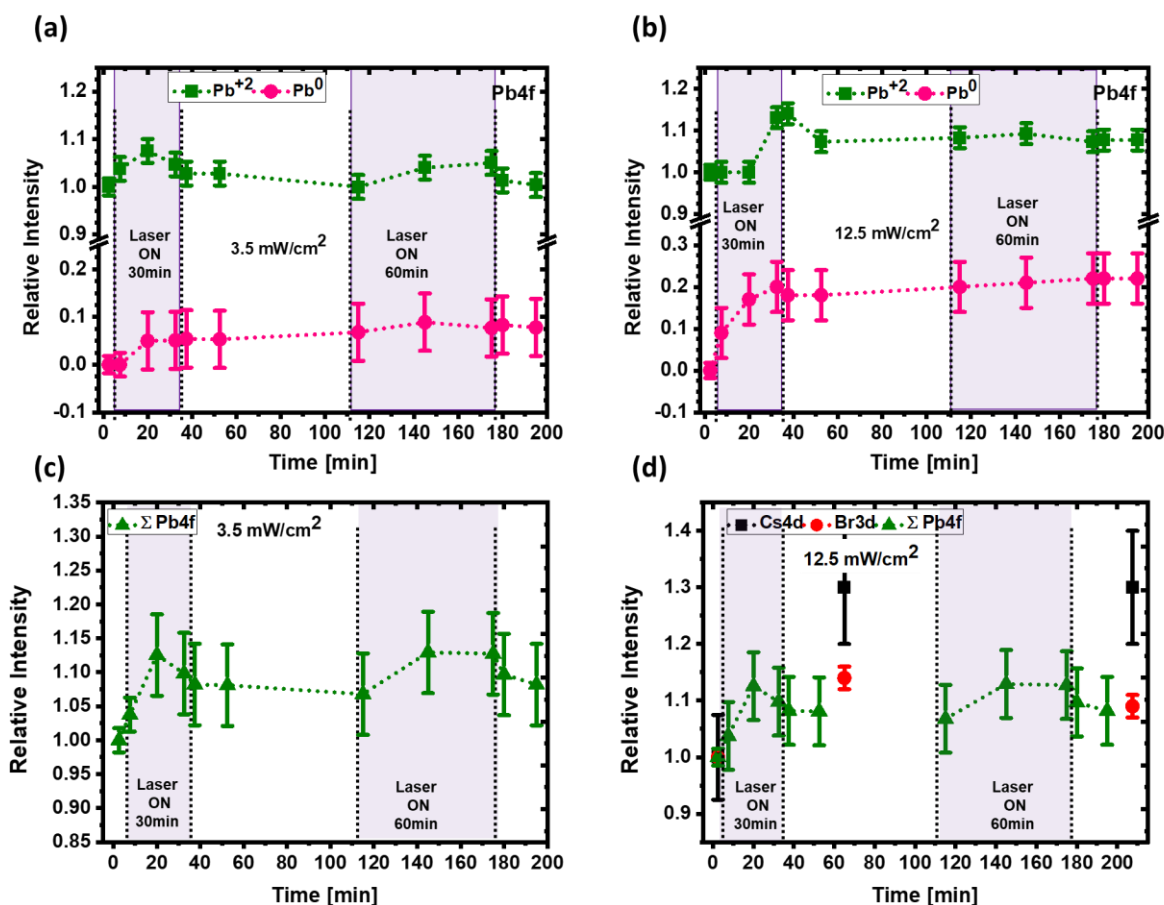 (a)
Pb+2 Pb0
Pb4f
1.2
1.1
1.0
0.9
0.2
0.1
0.0
-0.1
Relative Intensity
Laser
ON
30min
3.5 mW/cm2
Laser
ON
60min
0 20 40 60 80 100 120 140 160 180 200
Time [min]
(b)
Pb+2 Pb0
Pb4f
1.2
1.1
1.0
0.9
0.3
0.2
0.1
0.0
-0.1
Relative Intensity
Laser
ON
30min
12.5 mW/cm2
Laser
ON
60min
0 20 40 60 80 100 120 140 160 180 200
Time [min]
(c)
Σ Pb4f
3.5 mW/cm2
1.35
1.30
1.25
1.20
1.15
1.10
1.05
1.00
0.95
0.90
0.85
Relative Intensity
Laser
ON
30min
Laser
ON
60min
0 20 40 60 80 100 120 140 160 180 200
Time [min]
(d)
Cs4d Br3d Σ Pb4f
12.5 mW/cm2
1.4
1.3
1.2
1.1
1.0
0.9
Relative Intensity
Laser
ON
30min
Laser
ON
60min
0 20 40 60 80 100 120 140 160 180 200
Time [min]